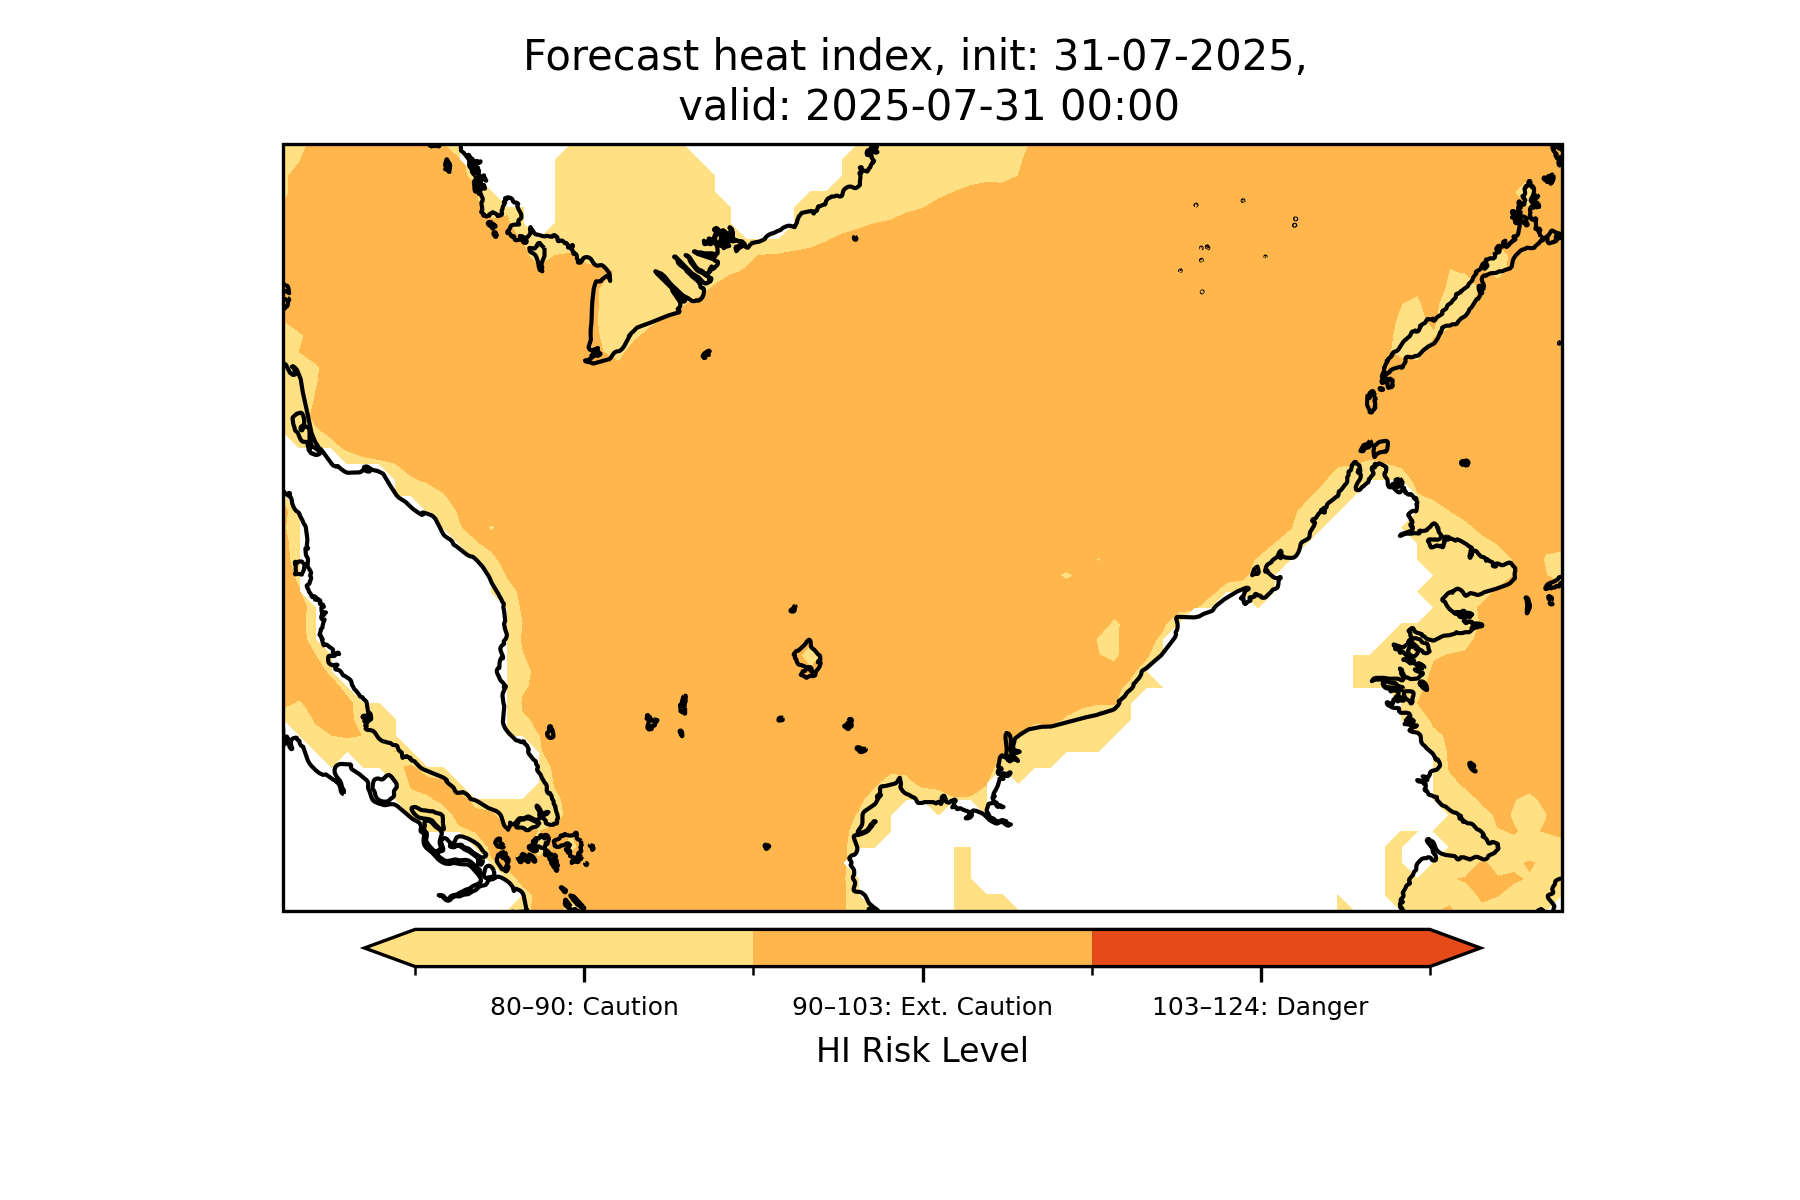 Forecast heat index, init: 31-07-2025,
valid: 2025-07-31 00:00
80–90: Caution
90–103: Ext. Caution
103–124: Danger
HI Risk Level